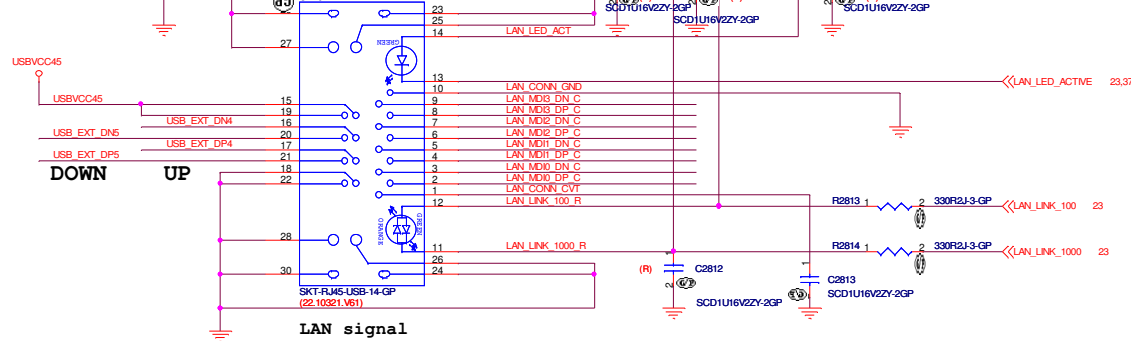 23
25
SCD1U16V2ZY-2GP
SCD1U16V2ZY-2GP
SCD1U16V2ZY-2GP
14 LAN_LED_ACT
27
GREEN
USBVCC45
13
LAN_LED_ACTIVE 23,37
10 LAN_CONN_GND
USBVCC45 15
9 LAN_MDI3_DN_C
19
8 LAN_MDI3_DP_C
USB_EXT_DN4 16
7 LAN_MDI2_DN_C
USB_EXT_DN5 20
6 LAN_MDI2_DP_C
USB_EXT_DP4 17
5 LAN_MDI1_DN_C
USB_EXT_DP5 21
4 LAN_MDI1_DP_C
DOWN UP
18
3 LAN_MDI0_DN_C
22
2 LAN_MDI0_DP_C
1 LAN_CONN_CVT
12 LAN_LINK_100_R
R2813 1 2 330R2J-3-GP
LAN_LINK_100 23
GREEN
ORANGE
28
11 LAN_LINK_1000_R
R2814 1 2 330R2J-3-GP
LAN_LINK_1000 23
26
30
24
(R)
1
C2812
2
SCD1U16V2ZY-2GP
1
C2813
SCD1U16V2ZY-2GP
SKT-RJ45-USB-14-GP
(22.10321.V61)
LAN signal